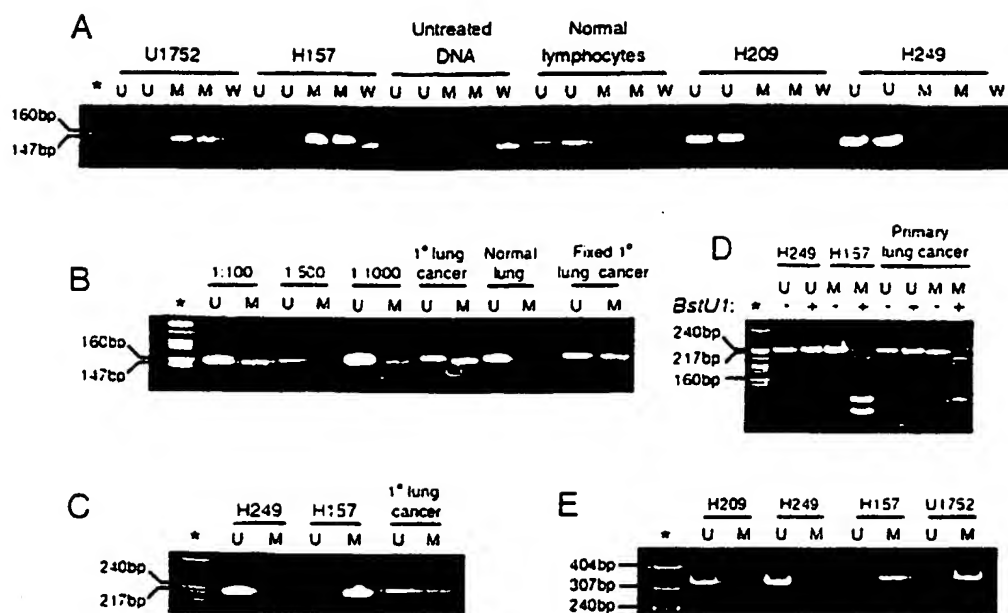 A
Untreated DNA
Normal lymphocytes
U1752 H157 H209 H249
* U U M M W U U M M W U U M M W U U M M W U U M M W U U M M W
160bp
147bp
B
1:100 1:500 1:1000 1° lung cancer Normal lung Fixed 1° lung cancer
* U M U M U M U M U M U M
160bp
147bp
D
Primary lung cancer
H249 H157
U U M M U U M M
BstU1: * - + - + - + - +
240bp
217bp
160bp
C
H249 H157 1° lung cancer
* U M U M U M
240bp
217bp
E
H209 H249 H157 U1752
* U M U M U M U M
404bp
307bp
240bp